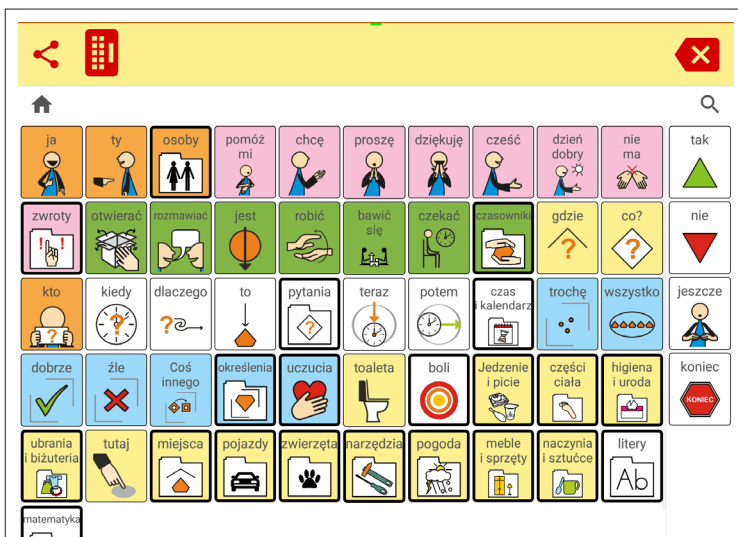 ja ty osoby pomóż mi chcę proszę dziękuję cześć dzień dobry nie ma tak
zwroty otwierać rozmawiać jest robić bawić się czekać czasowniki gdzie co? nie
kto kiedy dlaczego to pytania teraz potem czas i kalendarz trochę wszystko jeszcze
dobrze źle Coś innego określenia uczucia toaleta boli Jedzenie i picie części ciała higiena i uroda koniec
KONIEC
ubrania i biżuteria tutaj miejsca pojazdy zwierzęta narzędzia pogoda meble i sprzęty naczynia i sztućce litery
Ab
matematyka